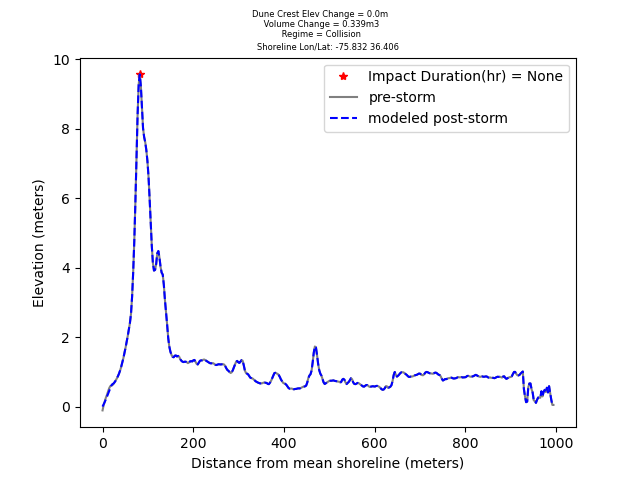 Dune Crest Elev Change = 0.0m
Volume Change = 0.339m3
Regime = Collision
Shoreline Lon/Lat: -75.832 36.406
Impact Duration(hr) = None
pre-storm
modeled post-storm
10
8
6
4
2
0
Elevation (meters)
0 200 400 600 800 1000
Distance from mean shoreline (meters)